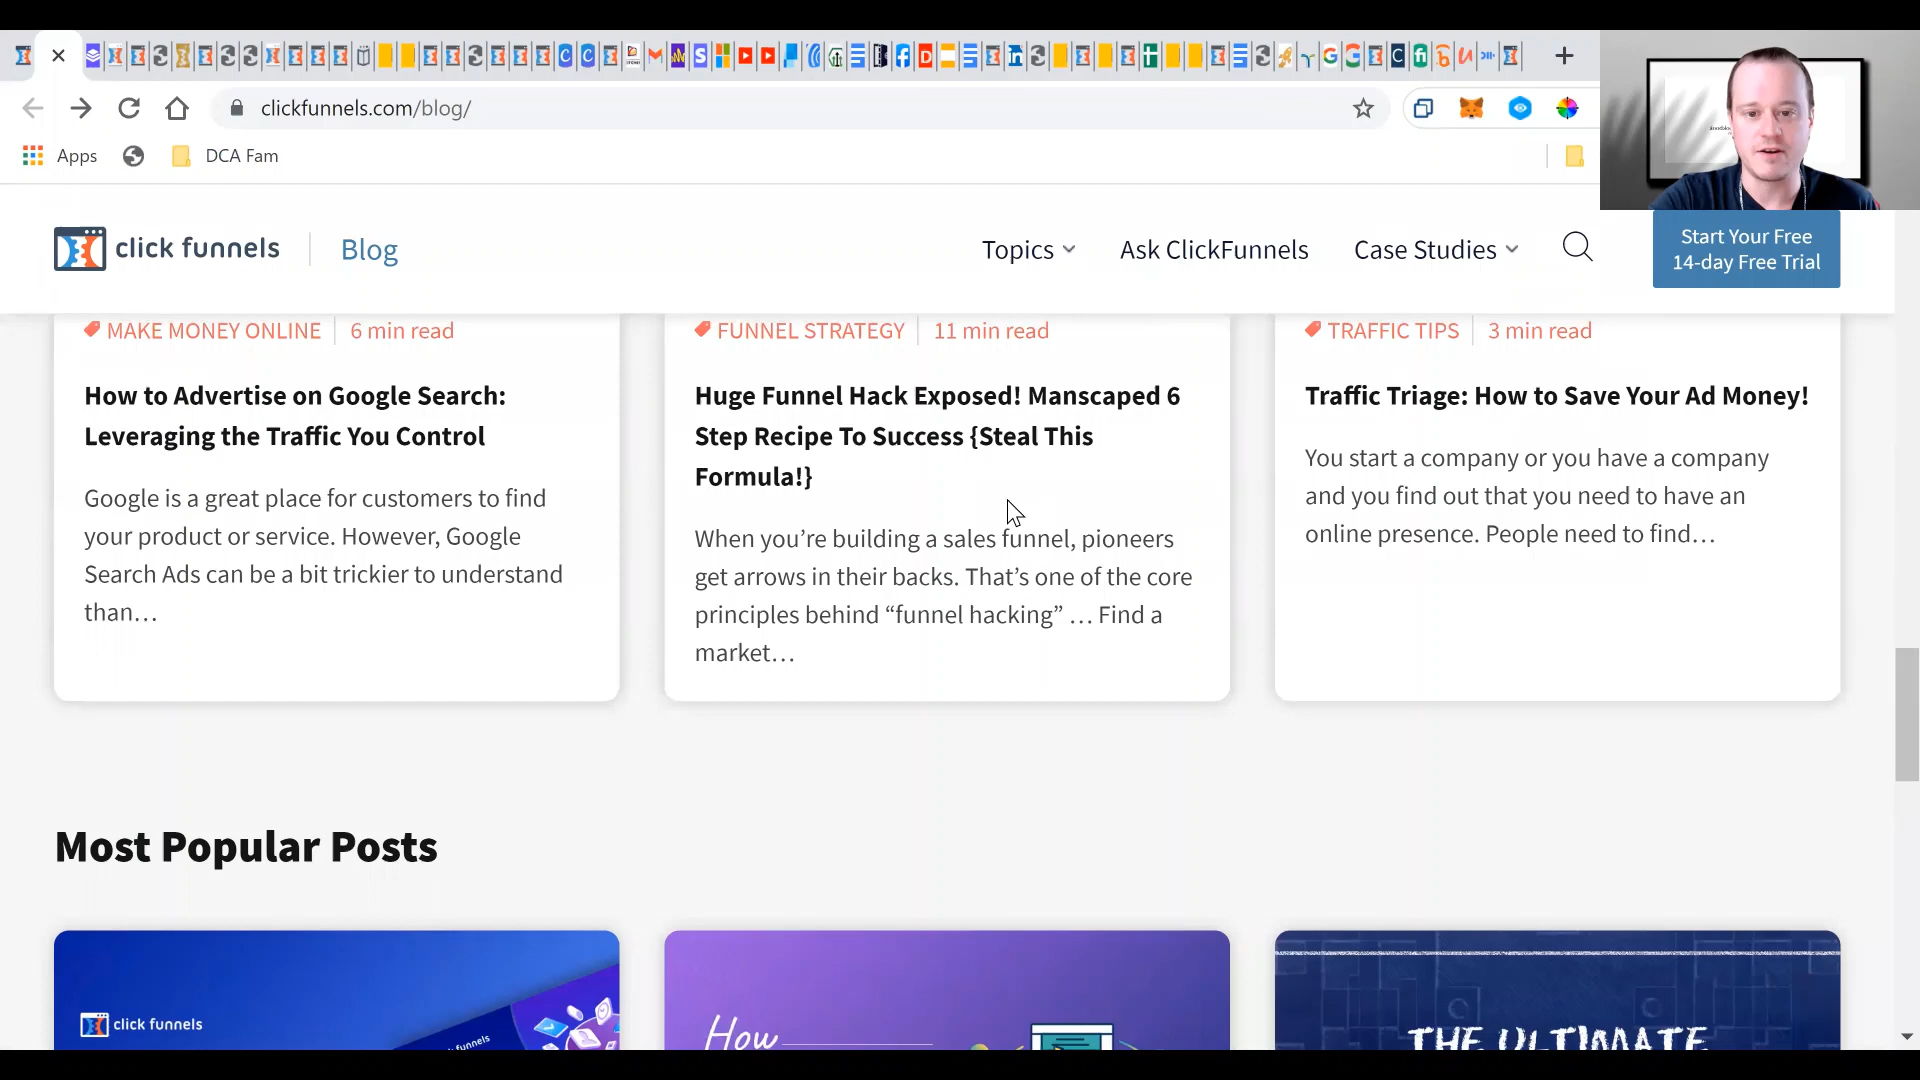 clickfunnels.com/blog/
Apps
DCA Fam
click funnels
Blog
Topics
Ask ClickFunnels
Case Studies
Start Your Free
14-day Free Trial
MAKE MONEY ONLINE
6 min read
How to Advertise on Google Search:
Leveraging the Traffic You Control
Google is a great place for customers to find
your product or service. However, Google
Search Ads can be a bit trickier to understand
than…
FUNNEL STRATEGY
11 min read
Huge Funnel Hack Exposed! Manscaped 6
Step Recipe To Success {Steal This
Formula!}
When you’re building a sales funnel, pioneers
get arrows in their backs. That’s one of the core
principles behind “funnel hacking” … Find a
market…
TRAFFIC TIPS
3 min read
Traffic Triage: How to Save Your Ad Money!
You start a company or you have a company
and you find out that you need to have an
online presence. People need to find…
Most Popular Posts
click funnels
How
THE ULTIMATE